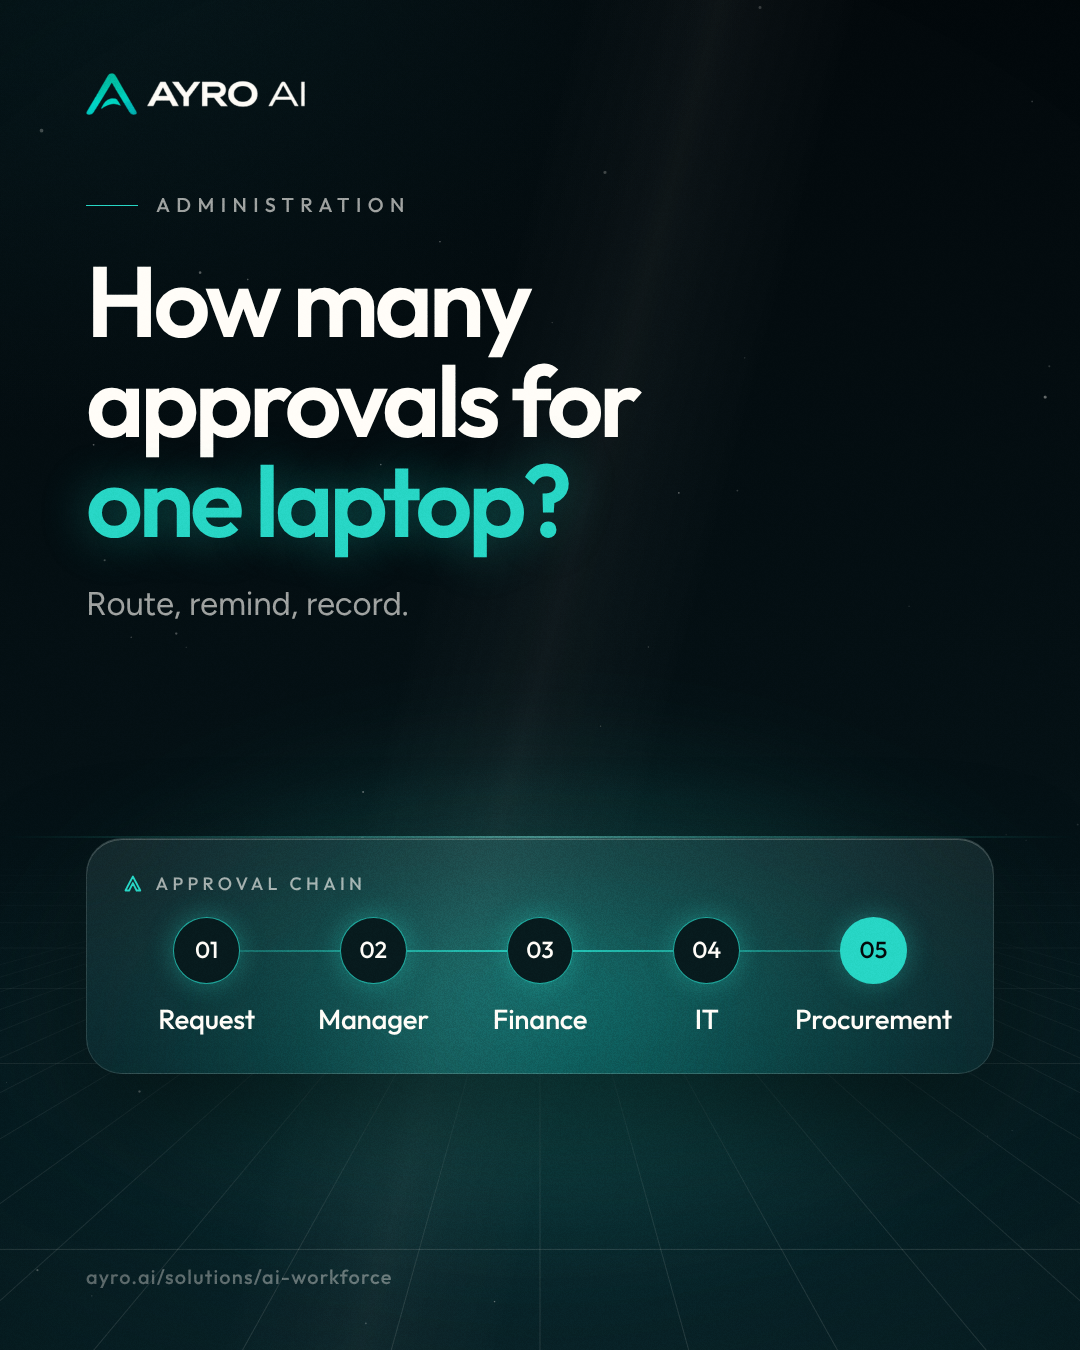 AYRO AI
ADMINISTRATION
How many
approvals for
one laptop?
Route, remind, record.
APPROVAL CHAIN
01 02 03 04 05
Request Manager Finance IT Procurement
ayro.ai/solutions/ai-workforce